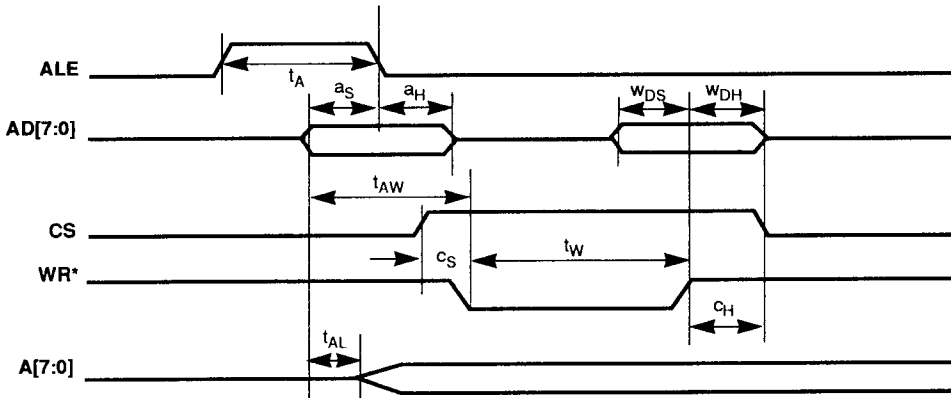 ALE
t_A
a_S a_H w_DS w_DH
AD[7:0]
t_AW
CS
c_S t_W
WR*
c_H
t_AL
A[7:0]